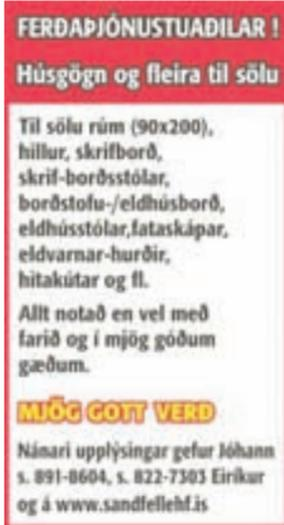 FERÐAÞJÓNUSTUAÐILAR !
Húsgögn og fleira til sölu
Til sölu rúm (90x200),
hillur, skrifborð,
skrif-borðsstólar,
borðstofu-/eldhúsborð,
eldhússtólar,fataskápar,
eldvarnar-hurðir,
hitakútar og fl.
Allt notað en vel með
farið og í mjög góðum
gæðum.
MJÖG GOTT VERÐ
Nánari upplýsingar gefur Jóhann
s. 891-8604, s. 822-7303 Eiríkur
og á www.sandfellehf.is